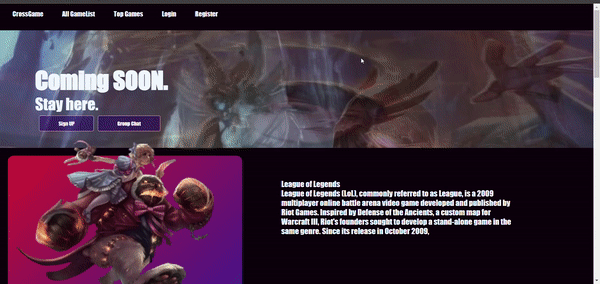 CrossGame All GameList Top Games Login Register
Coming SOON.
Stay here.
Sign UP Group Chat
League of Legends
League of Legends (LoL), commonly referred to as League, is a 2009
multiplayer online battle arena video game developed and published by
Riot Games. Inspired by Defense of the Ancients, a custom map for
Warcraft III, Riot's founders sought to develop a stand-alone game in the
same genre. Since its release in October 2009,